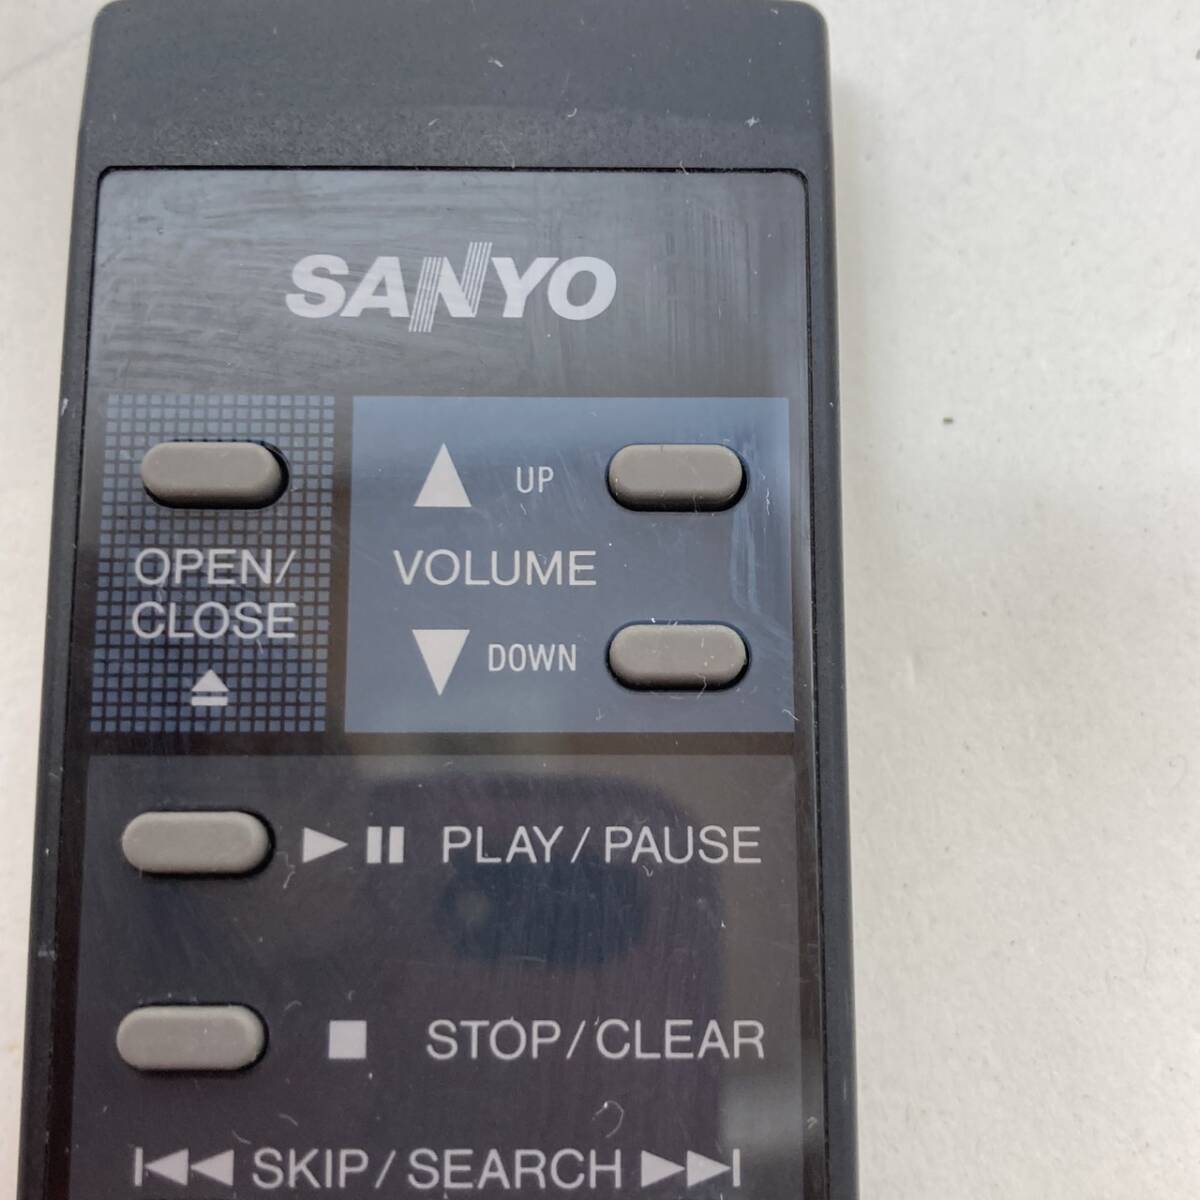 SANYO
UP
VOLUME
DOWN
OPEN/
CLOSE
PLAY/PAUSE
STOP/CLEAR
SKIP/SEARCH